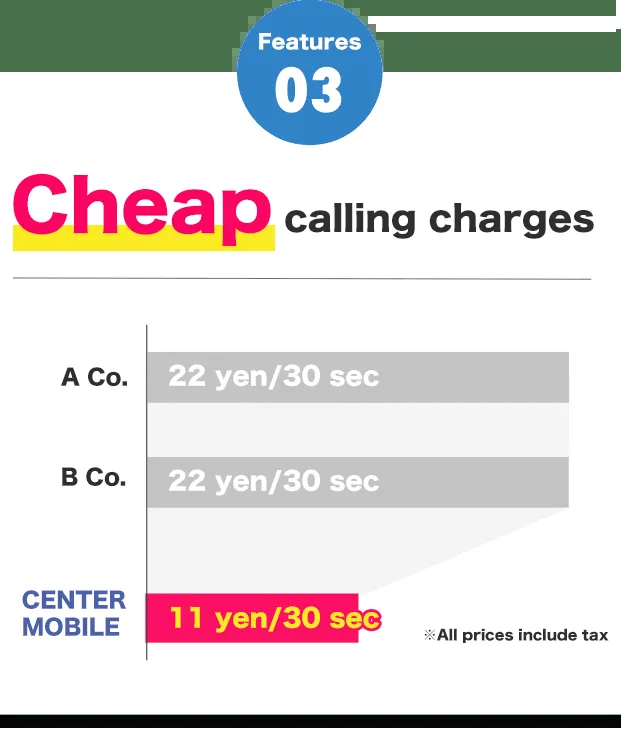 Features
03
Cheap calling charges
A Co.
22 yen/30 sec
B Co.
22 yen/30 sec
CENTER
MOBILE
11 yen/30 sec
※All prices include tax